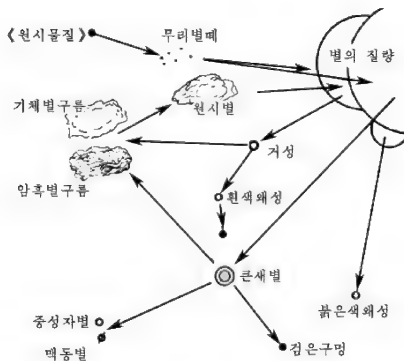 《원시물질》
무리별떼
별의 질량
기체별구름
원시별
암흑별구름
거성
흰색왜성
큰새별
붉은색왜성
중성자별
맥동별
검은구멍